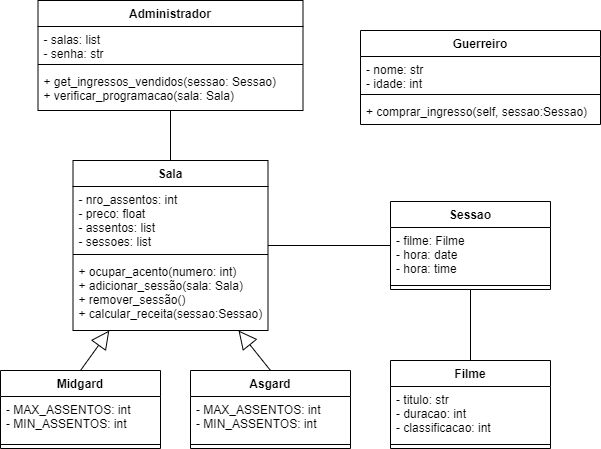 Administrador
- salas: list
- senha: str
+ get_ingressos_vendidos(sessao: Sessao)
+ verificar_programacao(sala: Sala)
Guerreiro
- nome: str
- idade: int
+ comprar_ingresso(self, sessao:Sessao)
Sala
- nro_assentos: int
- preco: float
- assentos: list
- sessoes: list
+ ocupar_acento(numero: int)
+ adicionar_sessão(sala: Sala)
+ remover_sessão()
+ calcular_receita(sessao:Sessao)
Sessao
- filme: Filme
- hora: date
- hora: time
Midgard
- MAX_ASSENTOS: int
- MIN_ASSENTOS: int
Asgard
- MAX_ASSENTOS: int
- MIN_ASSENTOS: int
Filme
- titulo: str
- duracao: int
- classificacao: int